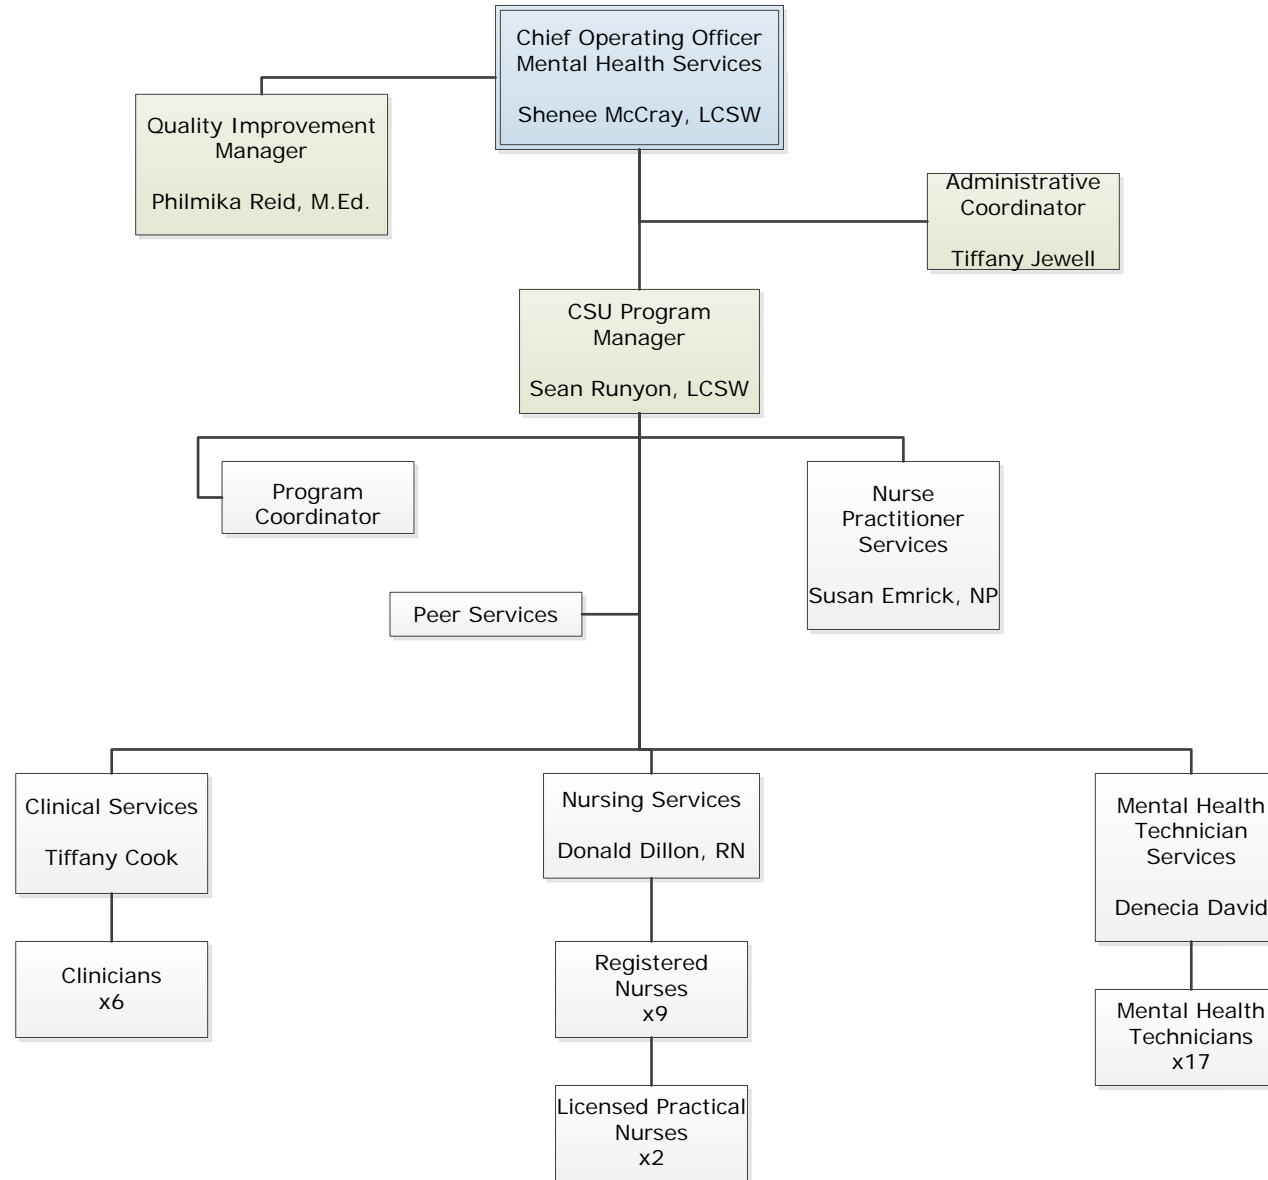 Chief Operating Officer
Mental Health Services
Shenee McCray, LCSW
Quality Improvement
Manager
Philmika Reid, M.Ed.
Administrative
Coordinator
Tiffany Jewell
CSU Program
Manager
Sean Runyon, LCSW
Program
Coordinator
Nurse
Practitioner
Services
Susan Emrick, NP
Peer Services
Clinical Services
Tiffany Cook
Nursing Services
Donald Dillon, RN
Mental Health
Technician
Services
Denecia David
Clinicians
x6
Registered
Nurses
x9
Mental Health
Technicians
x17
Licensed Practical
Nurses
x2